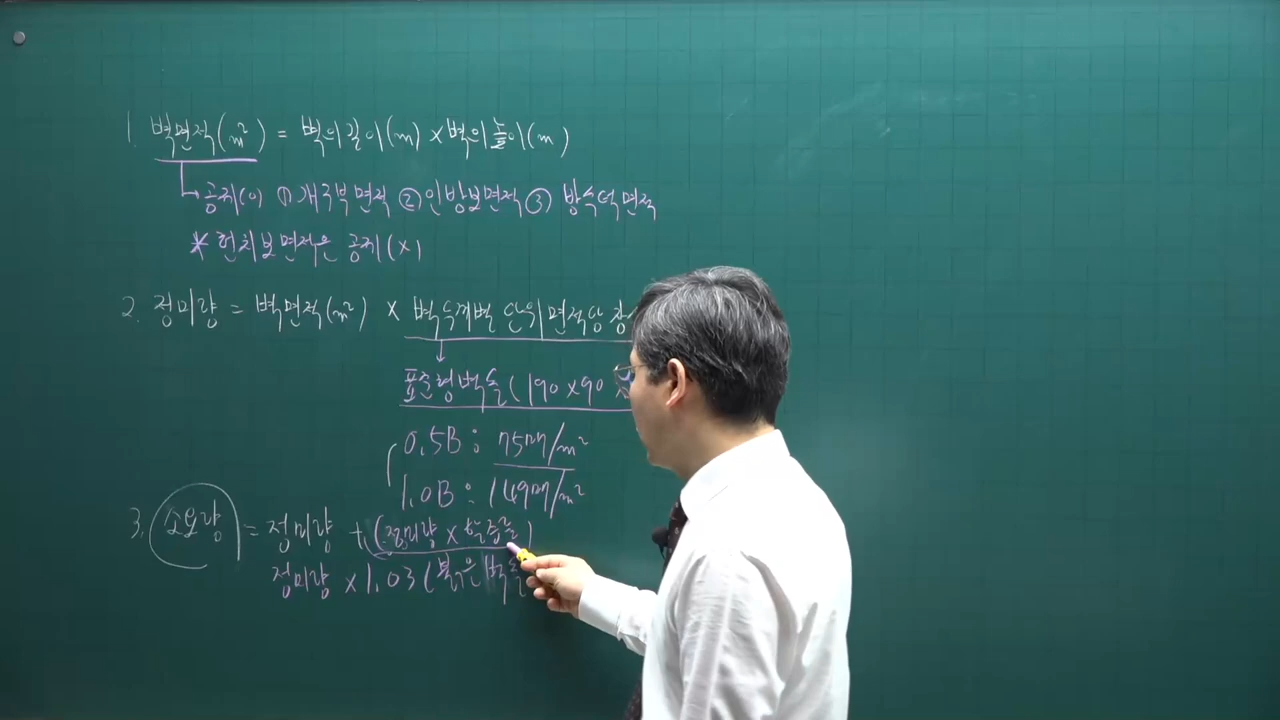 1. 벽면적(m²) = 벽의길이(m) × 벽의높이(m)
공제(O) ① 개구부면적 ② 인방보면적 ③ 방습턱면적
* 헌치보면적은 공제(×)
2. 정미량 = 벽면적(m²) × 벽두께별 단위면적당 장
표준형벽돌(190×90
0.5B : 75매/m²
1.0B : 149매/m²
3. 소요량 = 정미량 + (정미량 × 할증률)
정미량 × 1.03 (붉은벽돌